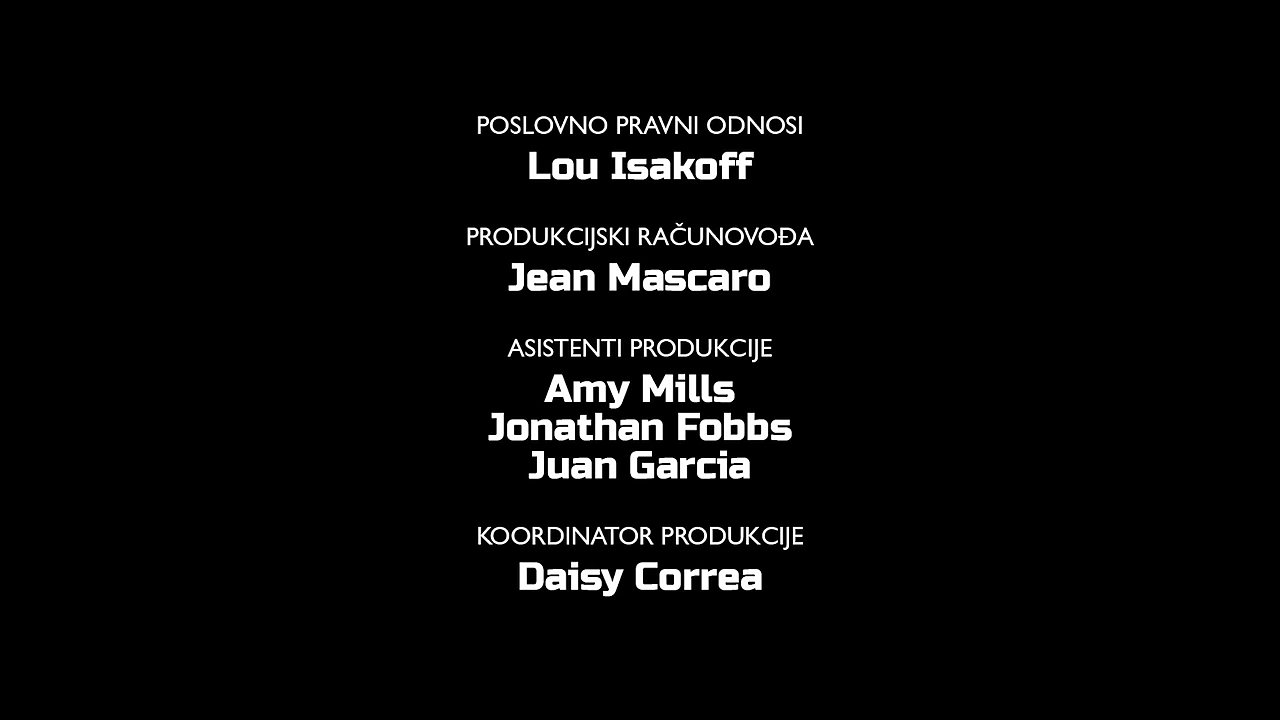 POSLOVNO PRAVNI ODNOSI
Lou Isakoff
PRODUKCIJSKI RAČUNOVOĐA
Jean Mascaro
ASISTENTI PRODUKCIJE
Amy Mills
Jonathan Fobbs
Juan Garcia
KOORDINATOR PRODUKCIJE
Daisy Correa